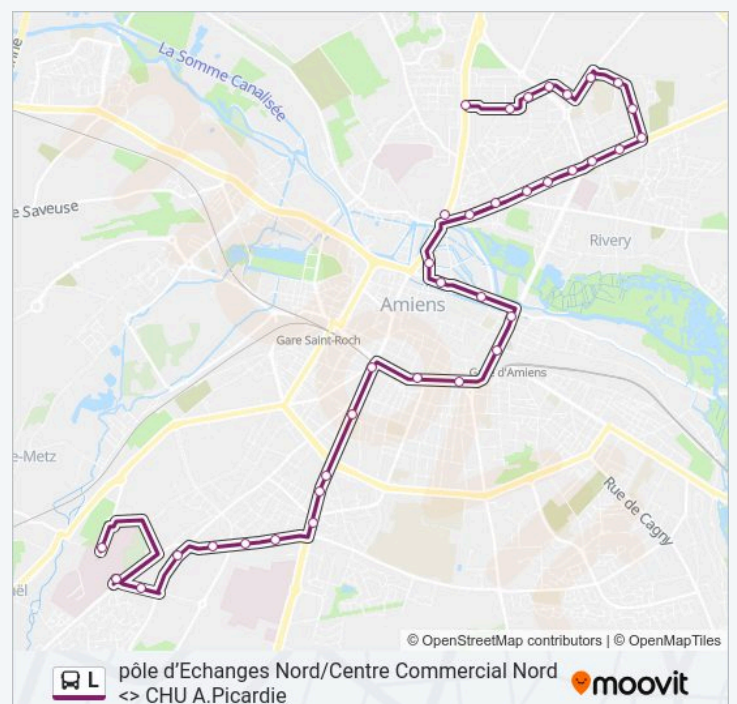 La Somme Canalisée
e Saveuse
Rivery
Amiens
Gare Saint-Roch
d'Amiens
e-Metz
Rue de Cagny
ël
© OpenStreetMap contributors | © OpenMapTiles
L
pôle d’Echanges Nord/Centre Commercial Nord
<> CHU A.Picardie
moovit